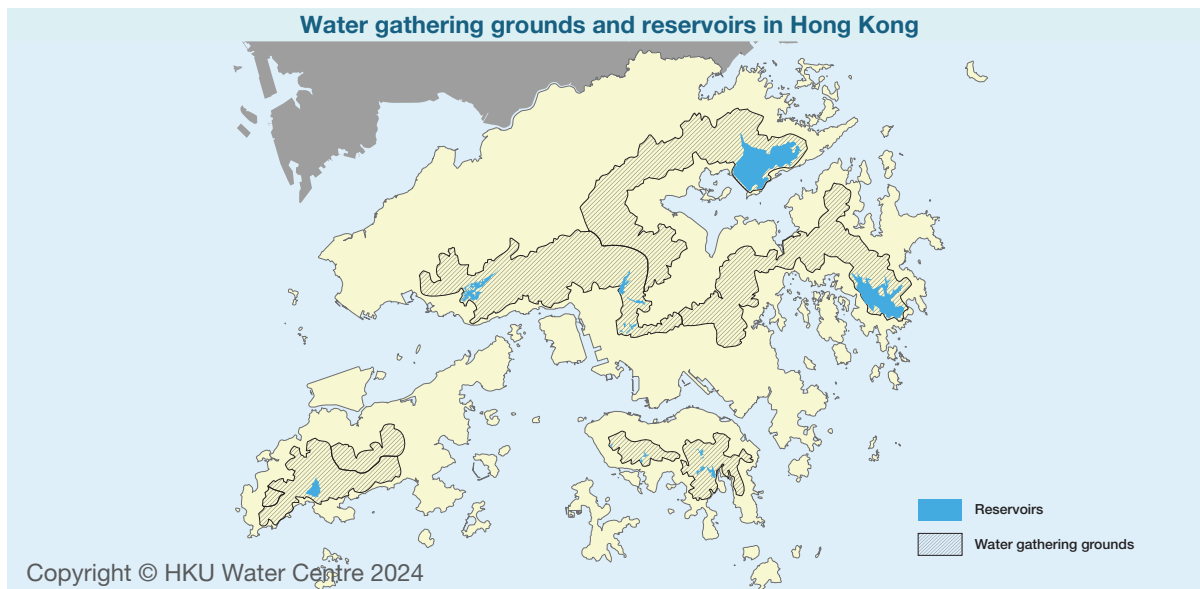 Water gathering grounds and reservoirs in Hong Kong
Reservoirs
Water gathering grounds
Copyright © HKU Water Centre 2024